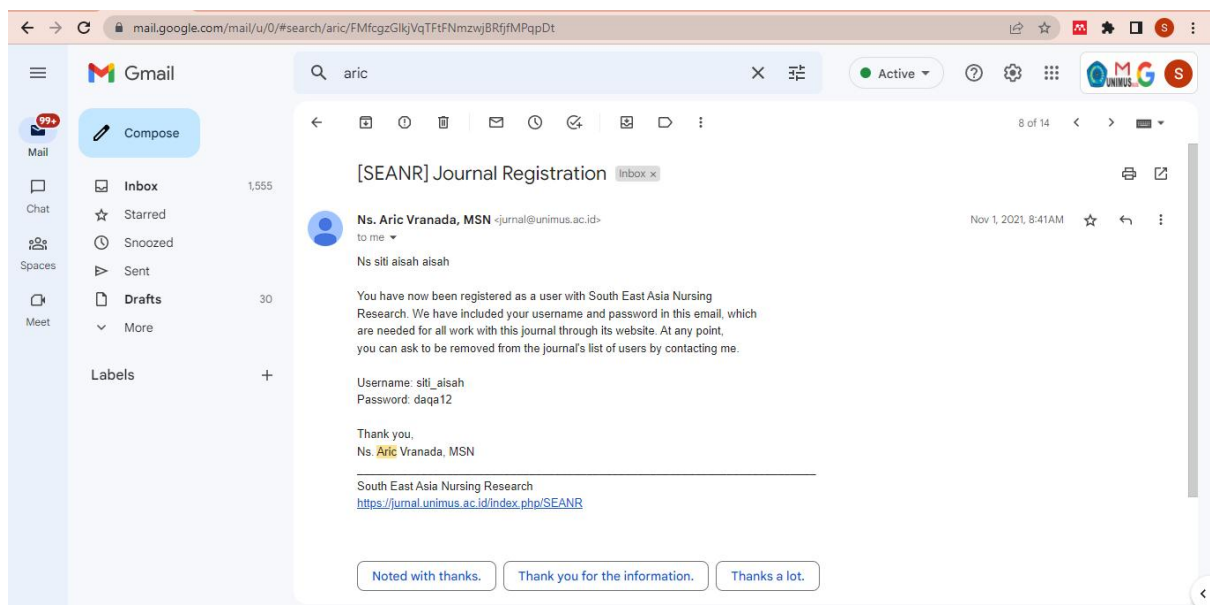 mail.google.com/mail/u/0/#search/aric/FMfcgzGlkjVqTFtFNmzwjBRfjfMPqpDt
S
Gmail
aric
Active
UNIMUS
M
G
S
99+
Mail
Compose
8 of 14
[SEANR] Journal Registration Inbox x
Chat
Inbox 1,555
Starred
Ns. Aric Vranada, MSN <jurnal@unimus.ac.id>
Nov 1, 2021, 8:41 AM
to me
Snoozed
Spaces
Ns siti aisah aisah
Sent
Drafts 30
Meet
More
You have now been registered as a user with South East Asia Nursing
Research. We have included your username and password in this email, which
are needed for all work with this journal through its website. At any point,
you can ask to be removed from the journal's list of users by contacting me.
Labels
Username: siti_aisah
Password: daqa12
Thank you,
Ns. Aric Vranada, MSN
South East Asia Nursing Research
https://jurnal.unimus.ac.id/index.php/SEANR
Noted with thanks.
Thank you for the information.
Thanks a lot.